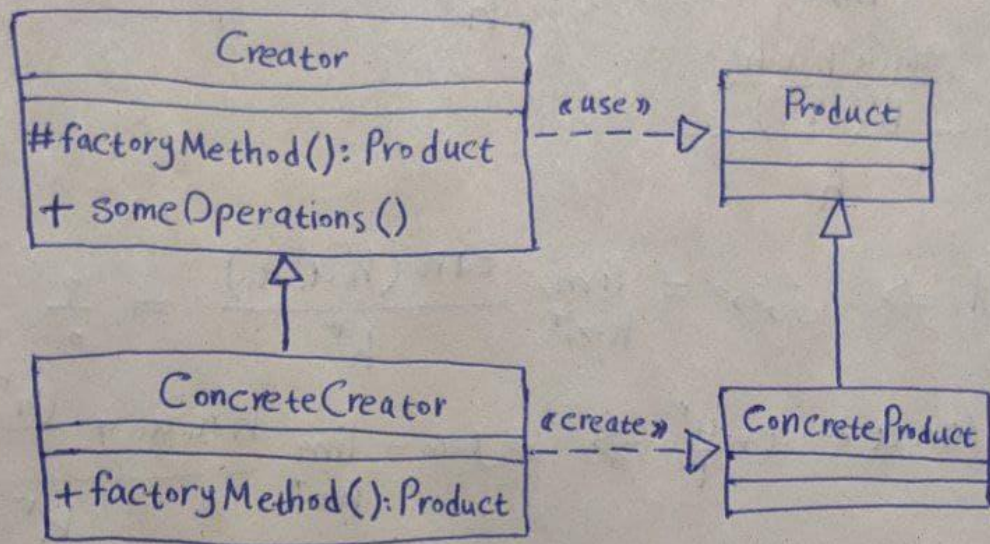 Creator
#factoryMethod(): Product
+ someOperations()
«use»
Product
ConcreteCreator
+factoryMethod(): Product
«create»
ConcreteProduct